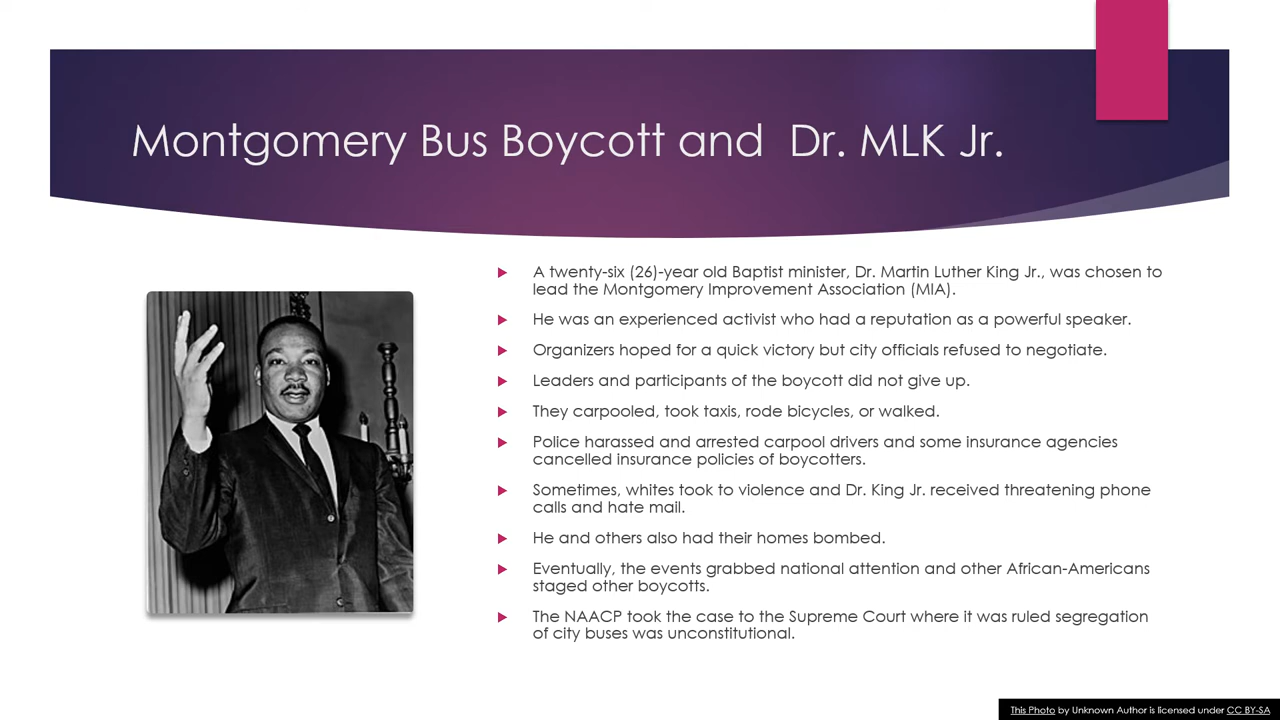 Montgomery Bus Boycott and  Dr. MLK Jr.
A twenty-six (26)-year old Baptist minister, Dr. Martin Luther King Jr., was chosen to
lead the Montgomery Improvement Association (MIA).
He was an experienced activist who had a reputation as a powerful speaker.
Organizers hoped for a quick victory but city officials refused to negotiate.
Leaders and participants of the boycott did not give up.
They carpooled, took taxis, rode bicycles, or walked.
Police harassed and arrested carpool drivers and some insurance agencies
cancelled insurance policies of boycotters.
Sometimes, whites took to violence and Dr. King Jr. received threatening phone
calls and hate mail.
He and others also had their homes bombed.
Eventually, the events grabbed national attention and other African-Americans
staged other boycotts.
The NAACP took the case to the Supreme Court where it was ruled segregation
of city buses was unconstitutional.
This Photo by Unknown Author is licensed under CC BY-SA